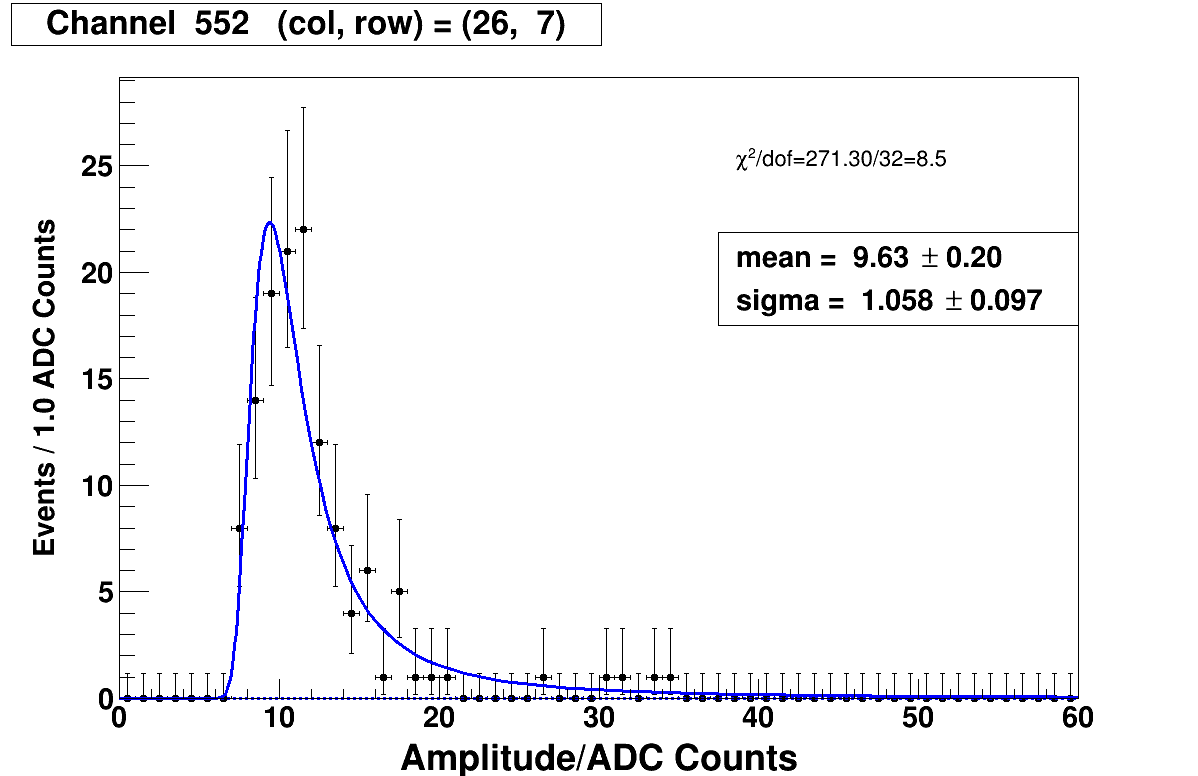 Channel 552 (col, row) = (26, 7)
χ²/dof=271.30/32=8.5
mean = 9.63 ± 0.20
sigma = 1.058 ± 0.097
Events / 1.0 ADC Counts
25
20
15
10
5
0
0 10 20 30 40 50 60
Amplitude/ADC Counts